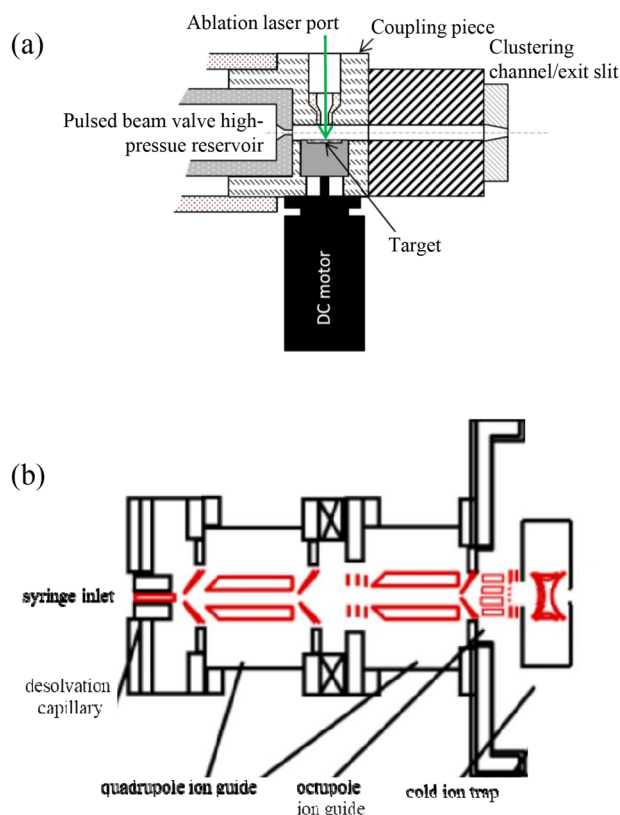 (a)
Ablation laser port
Coupling piece
Clustering
channel/exit slit
Pulsed beam valve high-
pressue reservoir
Target
DC motor
(b)
syringe inlet
desolvation
capillary
quadrupole ion guide
octupole
ion guide
cold ion trap